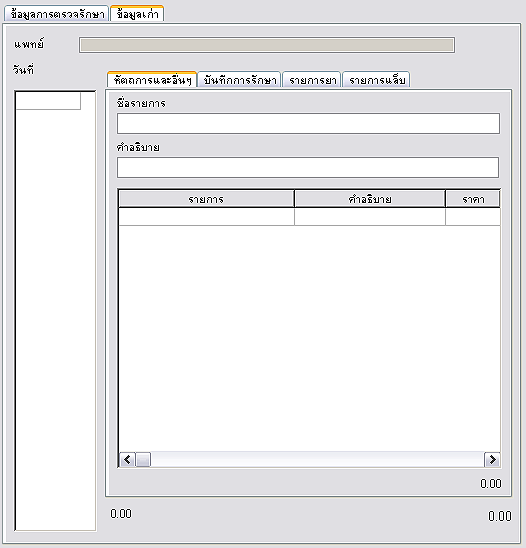 ข้อมูลการตรวจรักษา ข้อมูลเก่า
แพทย์
วันที่
หัตถการและอื่นๆ บันทึกการรักษา รายการยา รายการแล็บ
ชื่อรายการ
คำอธิบาย
รายการ คำอธิบาย ราคา
0.00
0.00 0.00